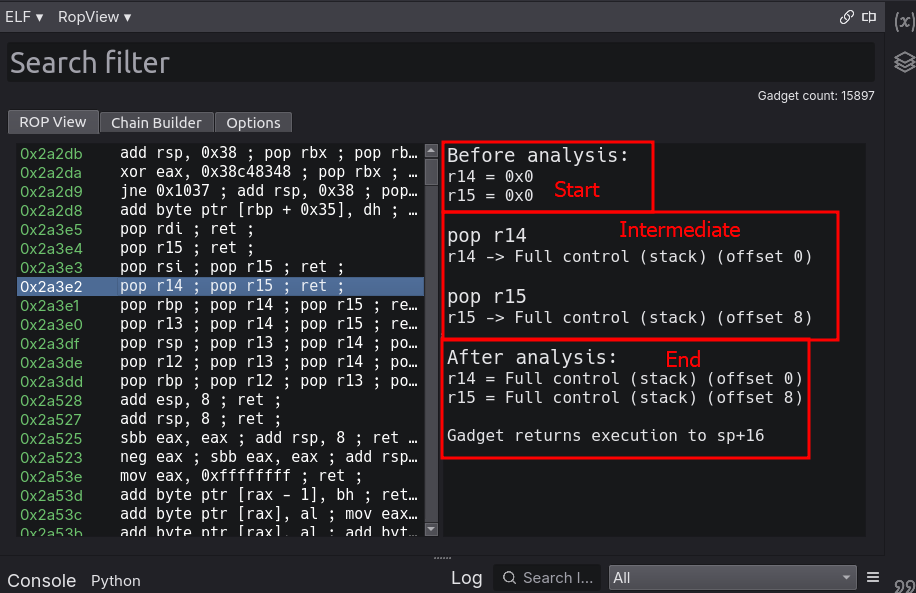 ELF ▾ RopView ▾
Search filter
Gadget count: 15897
ROP View Chain Builder Options
0x2a2db add rsp, 0x38 ; pop rbx ; pop rb…
0x2a2da xor eax, 0x38c48348 ; pop rbx ; …
0x2a2d9 jne 0x1037 ; add rsp, 0x38 ; pop…
0x2a2d8 add byte ptr [rbp + 0x35], dh ; …
0x2a3e5 pop rdi ; ret ;
0x2a3e4 pop r15 ; ret ;
0x2a3e3 pop rsi ; pop r15 ; ret ;
0x2a3e2 pop r14 ; pop r15 ; ret ;
0x2a3e1 pop rbp ; pop r14 ; pop r15 ; re…
0x2a3e0 pop r13 ; pop r14 ; pop r15 ; re…
0x2a3df pop rsp ; pop r13 ; pop r14 ; po…
0x2a3de pop r12 ; pop r13 ; pop r14 ; po…
0x2a3dd pop rbp ; pop r12 ; pop r13 ; po…
0x2a528 add esp, 8 ; ret ;
0x2a527 add rsp, 8 ; ret ;
0x2a525 sbb eax, eax ; add rsp, 8 ; ret …
0x2a523 neg eax ; sbb eax, eax ; add rsp…
0x2a53e mov eax, 0xffffffff ; ret ;
0x2a53d add byte ptr [rax - 1], bh ; ret…
0x2a53c add byte ptr [rax], al ; mov eax…
0x2a53b add byte ptr [rax], al ; add byt…
Before analysis:
r14 = 0x0
r15 = 0x0
Start
Intermediate
pop r14
r14 -> Full control (stack) (offset 0)
pop r15
r15 -> Full control (stack) (offset 8)
After analysis:
End
r14 = Full control (stack) (offset 0)
r15 = Full control (stack) (offset 8)
Gadget returns execution to sp+16
Console Python
Log Search l… All